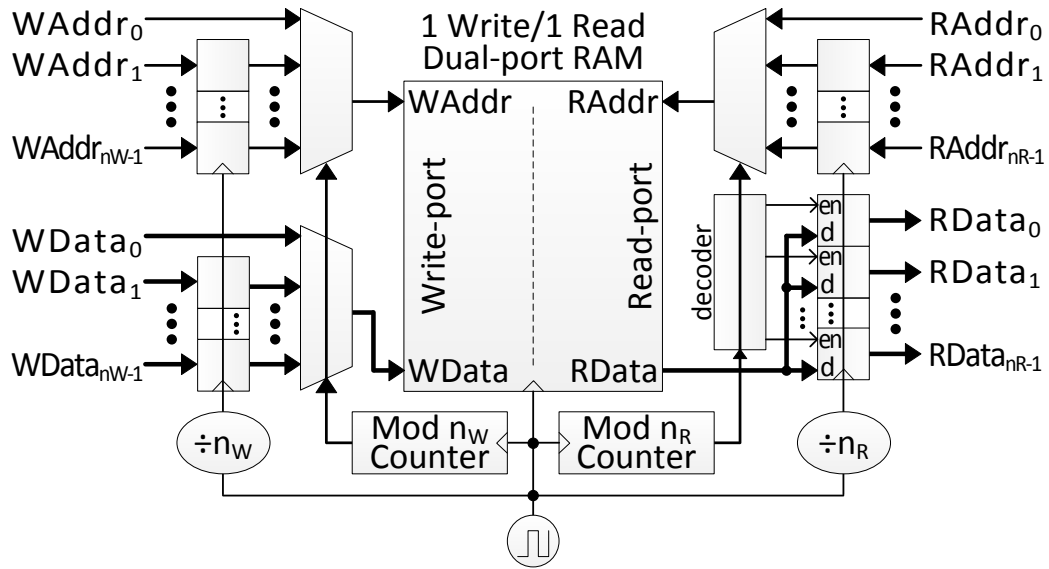 WAddr0
WAddr1
WAddrnW-1
WData0
WData1
WDatanW-1
÷nW
1 Write/1 Read
Dual-port RAM
WAddr RAddr
Write-port
Read-port
WData RData
Mod nW
Counter
Mod nR
Counter
decoder
en
d
en
d
en
d
RAddr0
RAddr1
RAddrnR-1
RData0
RData1
RDatanR-1
÷nR